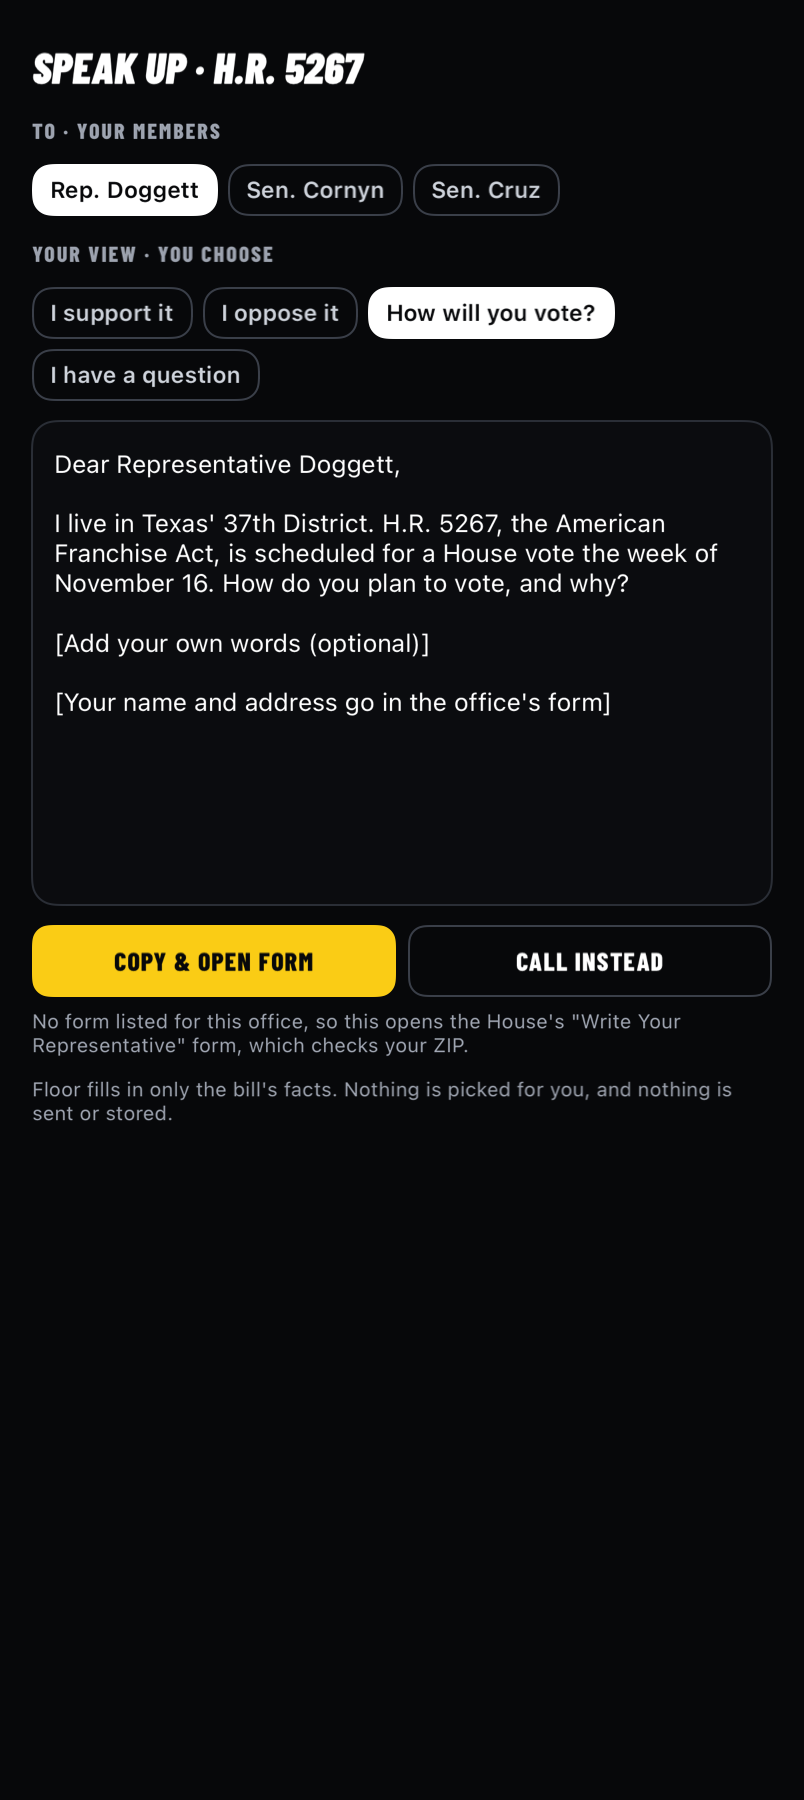 SPEAK UP · H.R. 5267
TO · YOUR MEMBERS
Rep. Doggett
Sen. Cornyn
Sen. Cruz
YOUR VIEW · YOU CHOOSE
I support it
I oppose it
How will you vote?
I have a question
Dear Representative Doggett,
I live in Texas' 37th District. H.R. 5267, the American
Franchise Act, is scheduled for a House vote the week of
November 16. How do you plan to vote, and why?
[Add your own words (optional)]
[Your name and address go in the office's form]
COPY & OPEN FORM
CALL INSTEAD
No form listed for this office, so this opens the House's "Write Your
Representative" form, which checks your ZIP.
Floor fills in only the bill's facts. Nothing is picked for you, and nothing is
sent or stored.